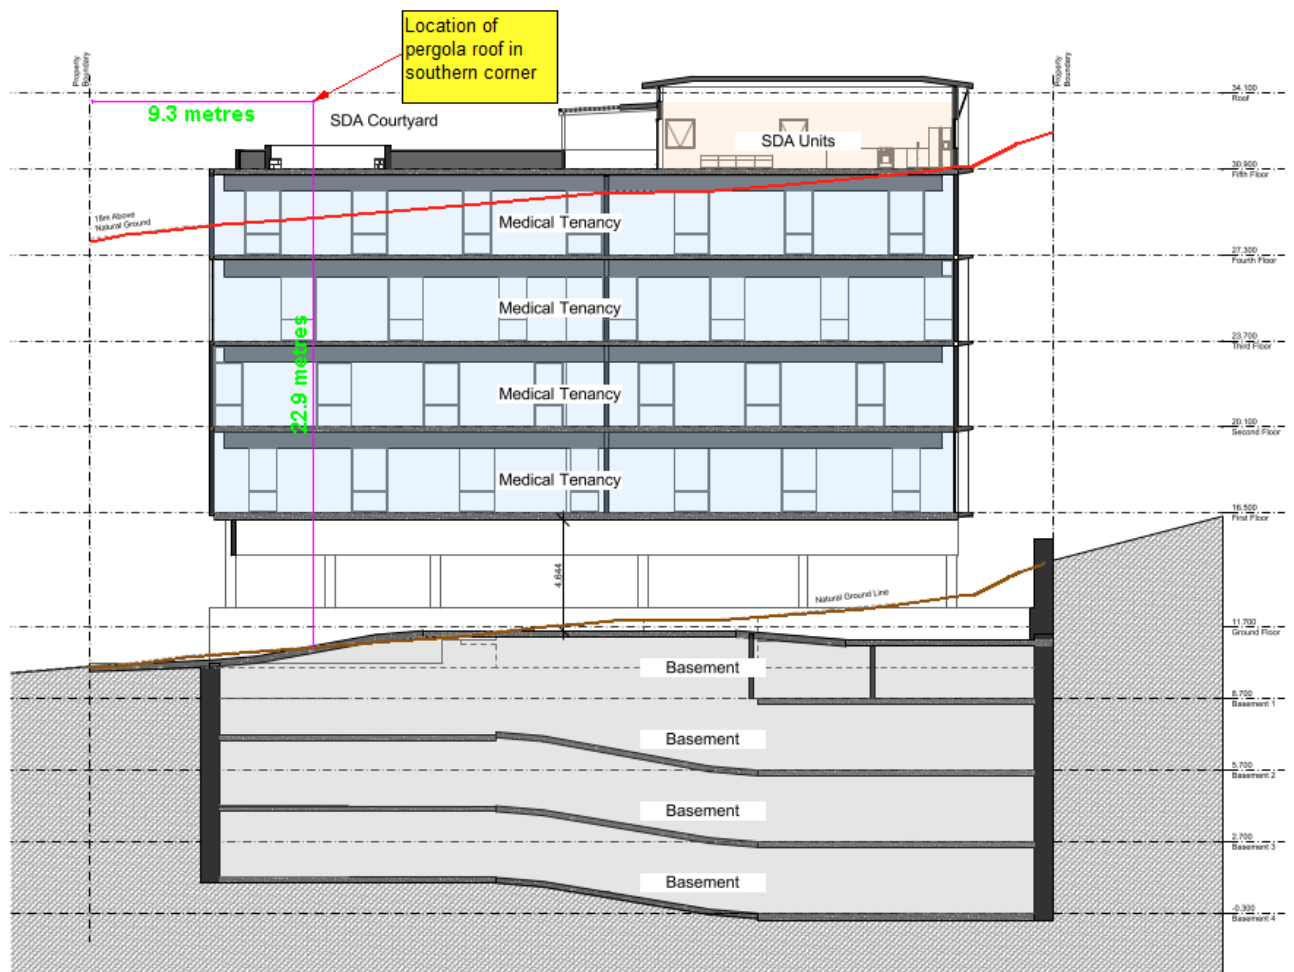 Location of
pergola roof in
southern corner
Property
Boundary
Property
Boundary
9.3 metres
SDA Courtyard
34.100
Roof
SDA Units
30.900
Fifth Floor
18m Above
Natural Ground
Medical Tenancy
27.300
Fourth Floor
Medical Tenancy
23.700
Third Floor
22.9 metres
Medical Tenancy
20.100
Second Floor
Medical Tenancy
16.500
First Floor
4.644
Natural Ground Line
11.700
Ground Floor
Basement
8.700
Basement 1
Basement
5.700
Basement 2
Basement
2.700
Basement 3
Basement
-0.300
Basement 4